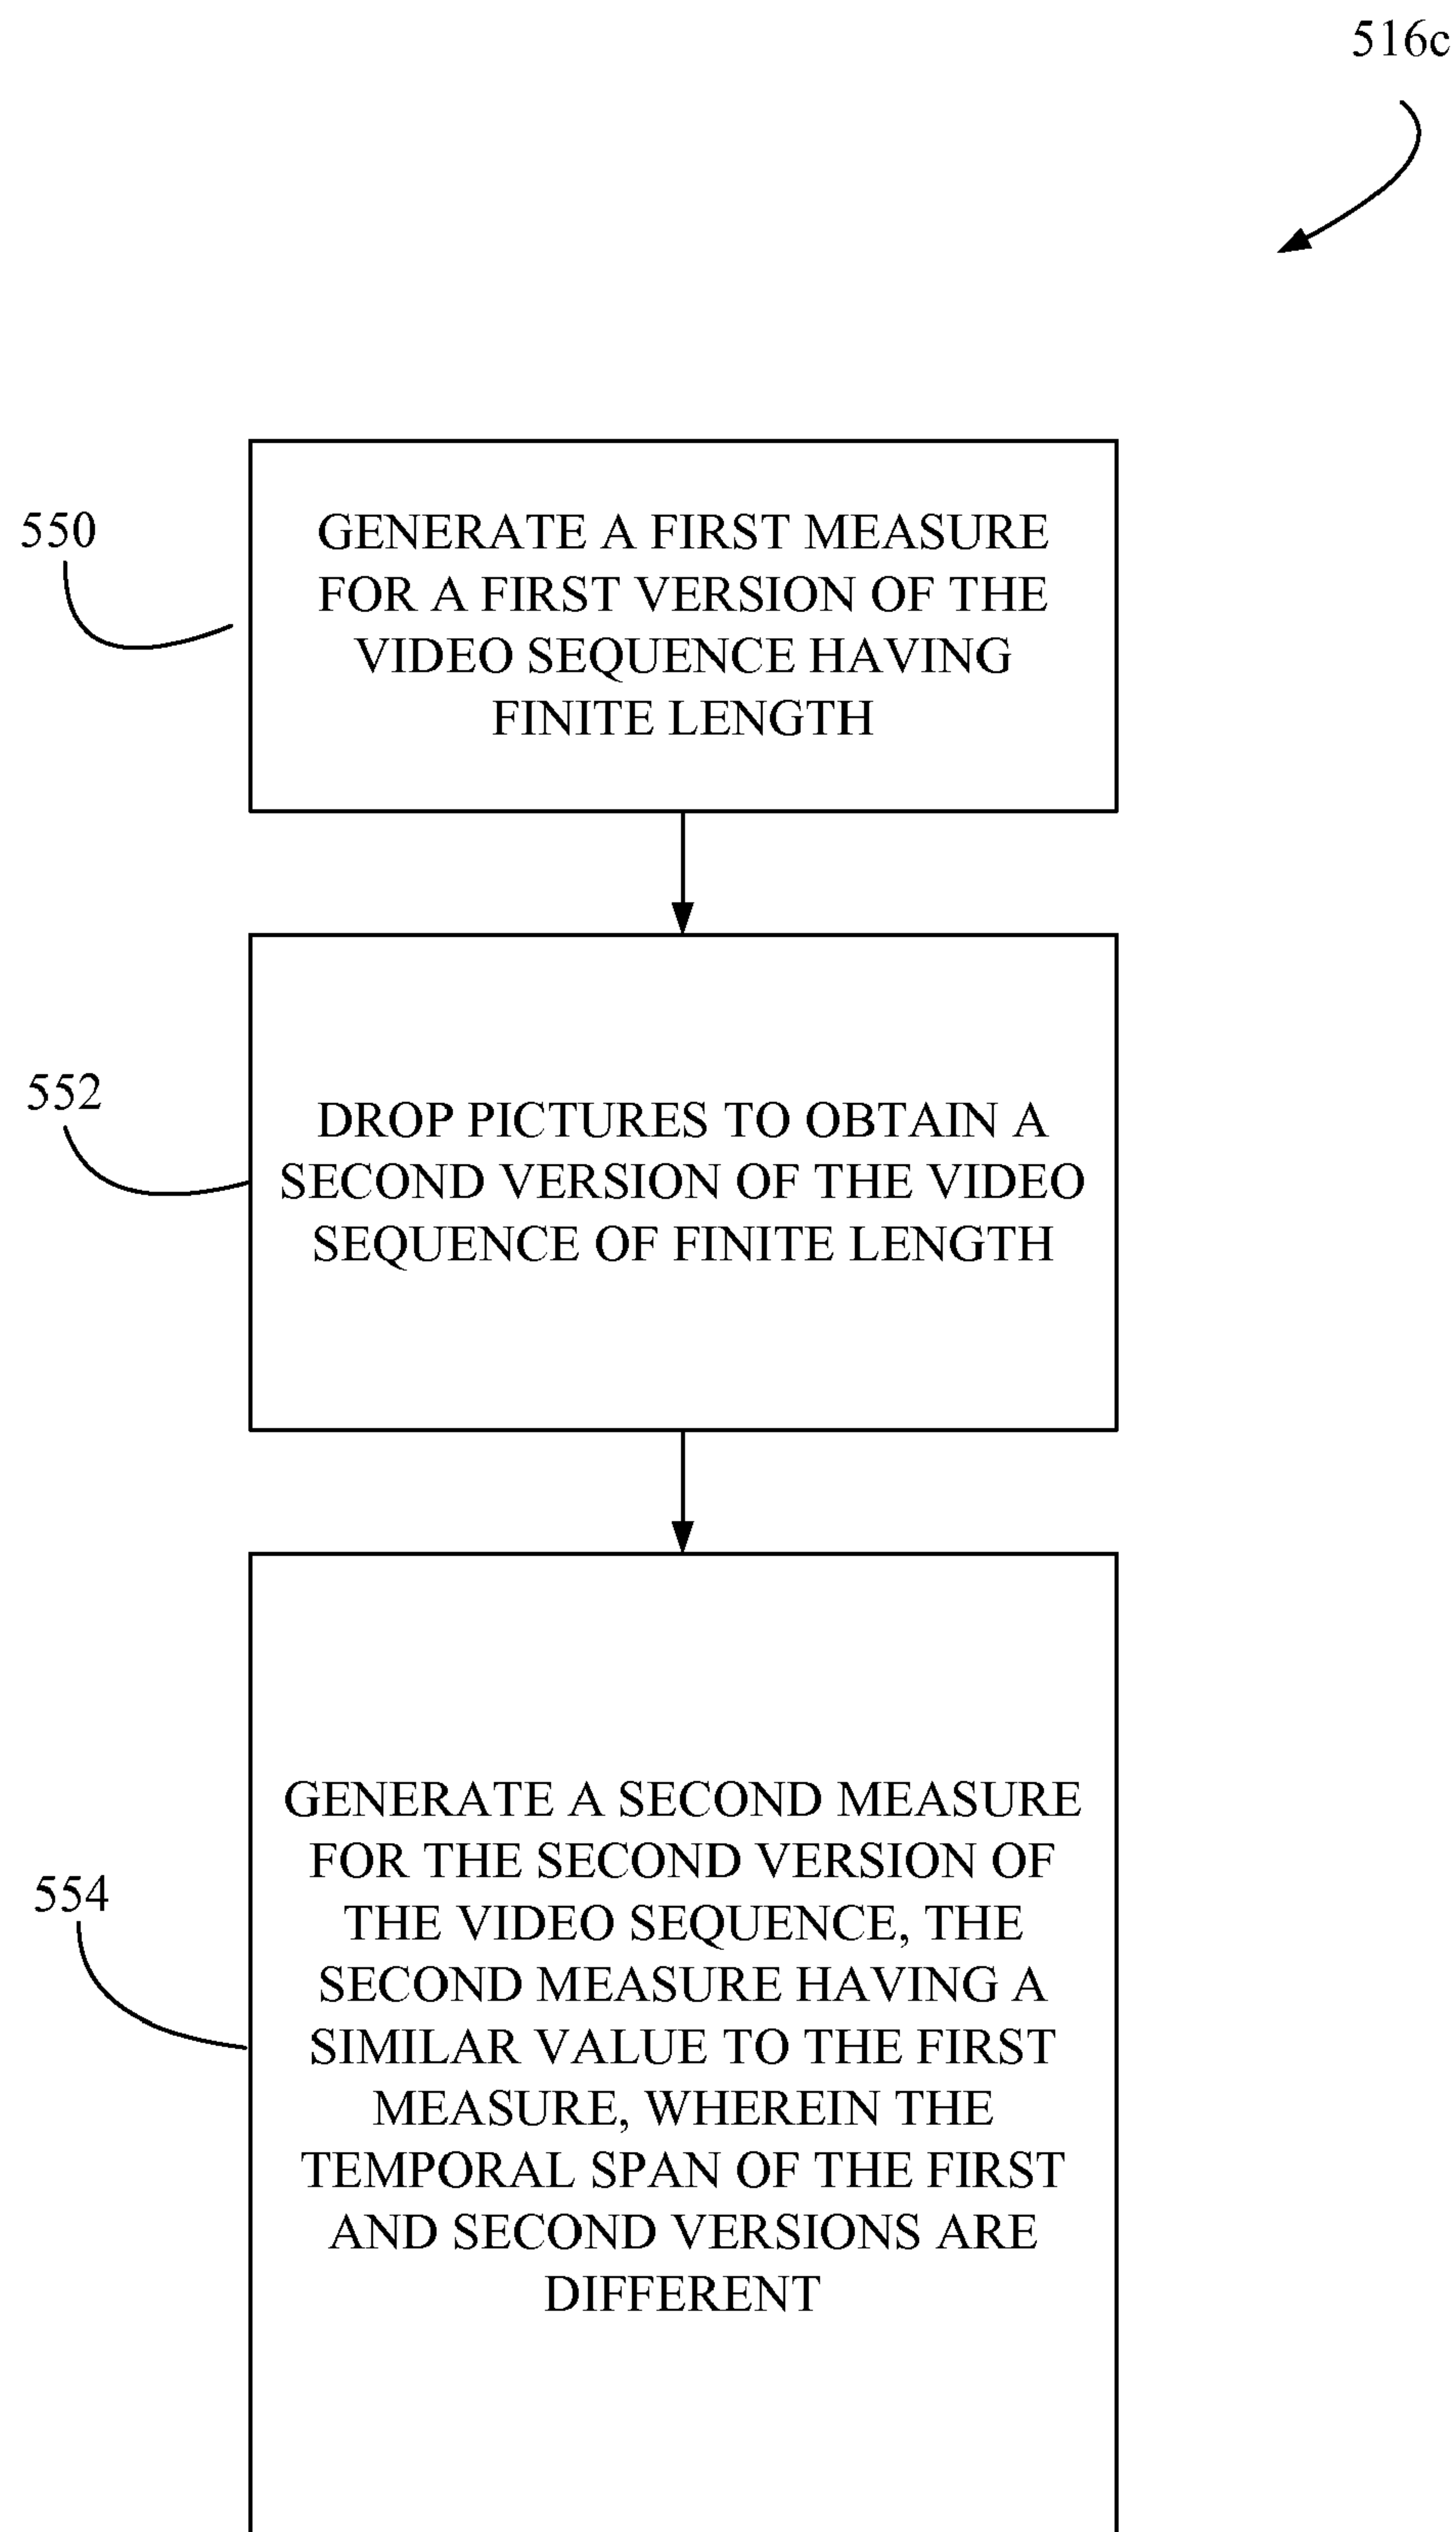 516c
550
GENERATE A FIRST MEASURE
FOR A FIRST VERSION OF THE
VIDEO SEQUENCE HAVING
FINITE LENGTH
552
DROP PICTURES TO OBTAIN A
SECOND VERSION OF THE VIDEO
SEQUENCE OF FINITE LENGTH
554
GENERATE A SECOND MEASURE
FOR THE SECOND VERSION OF
THE VIDEO SEQUENCE, THE
SECOND MEASURE HAVING A
SIMILAR VALUE TO THE FIRST
MEASURE, WHEREIN THE
TEMPORAL SPAN OF THE FIRST
AND SECOND VERSIONS ARE
DIFFERENT